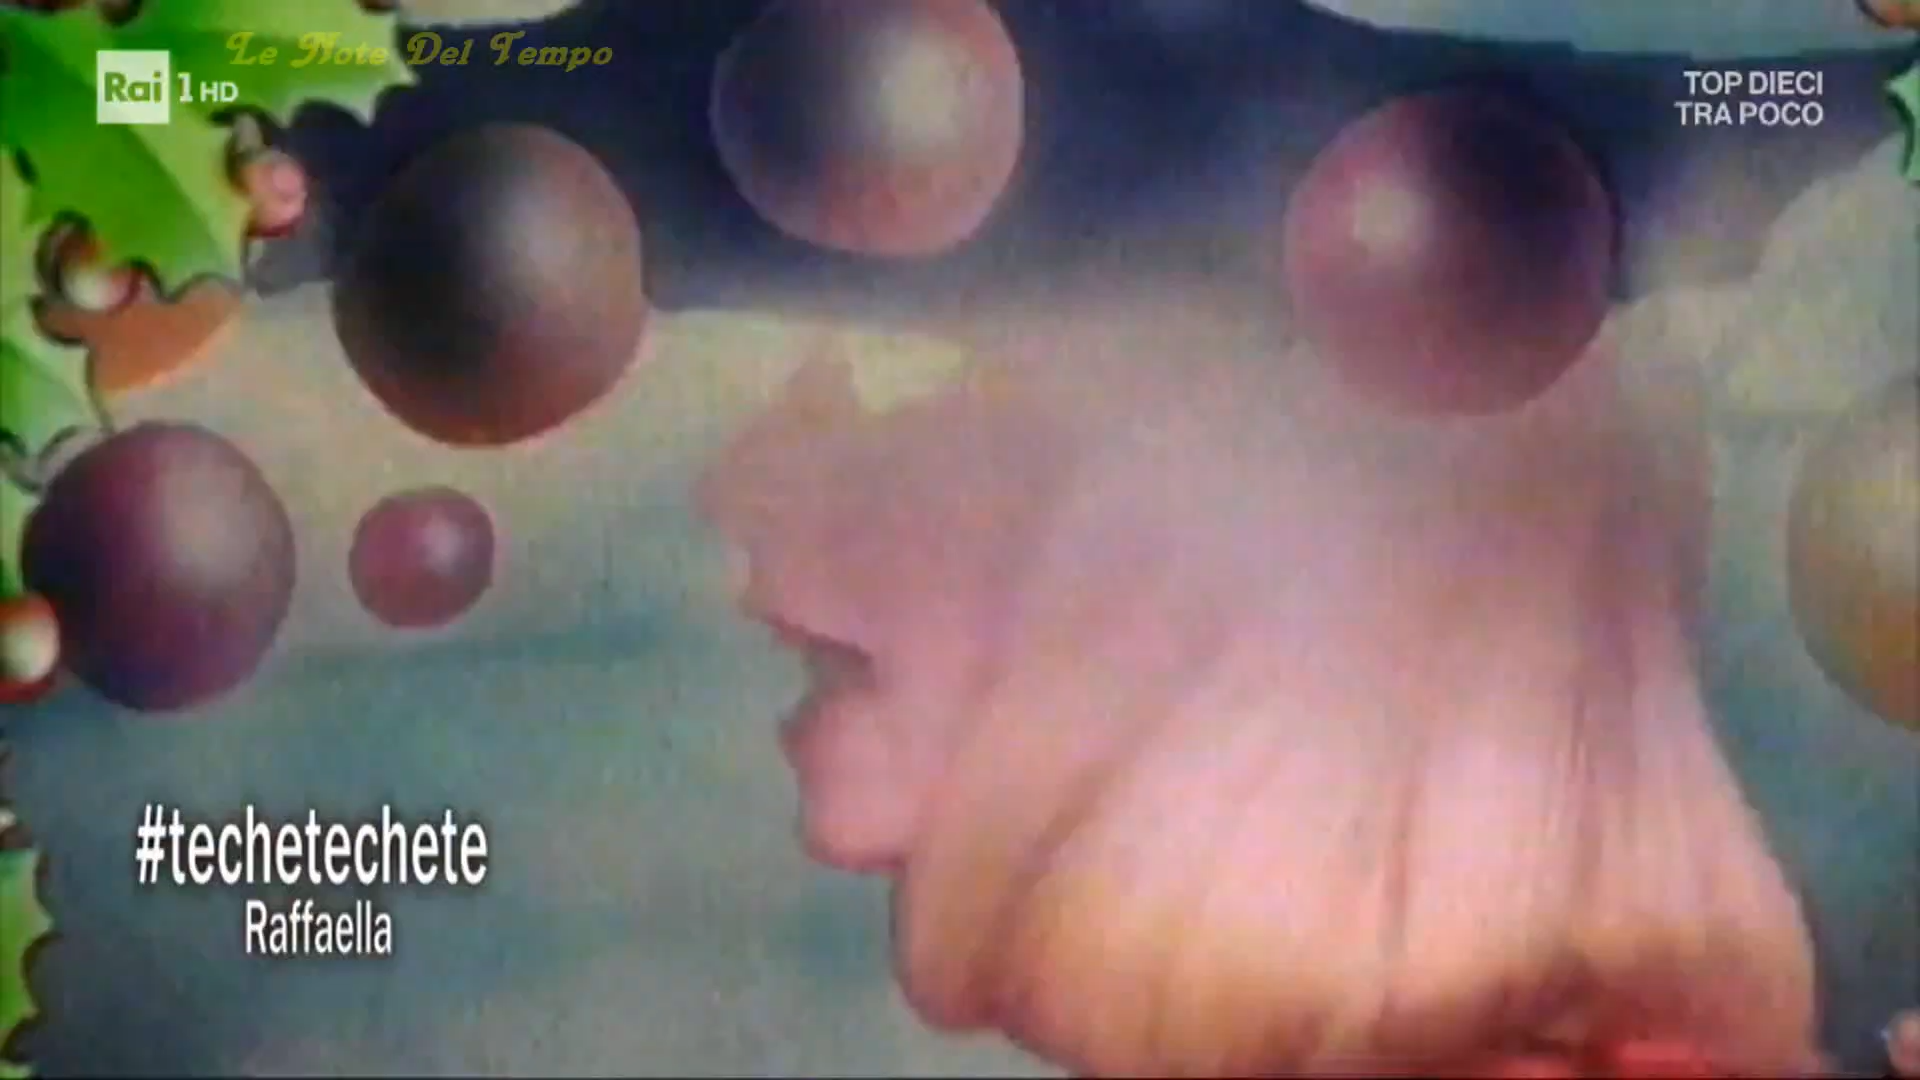 Le Note Del Tempo
Rai 1 HD
TOP DIECI
TRA POCO
#techetechete
Raffaella